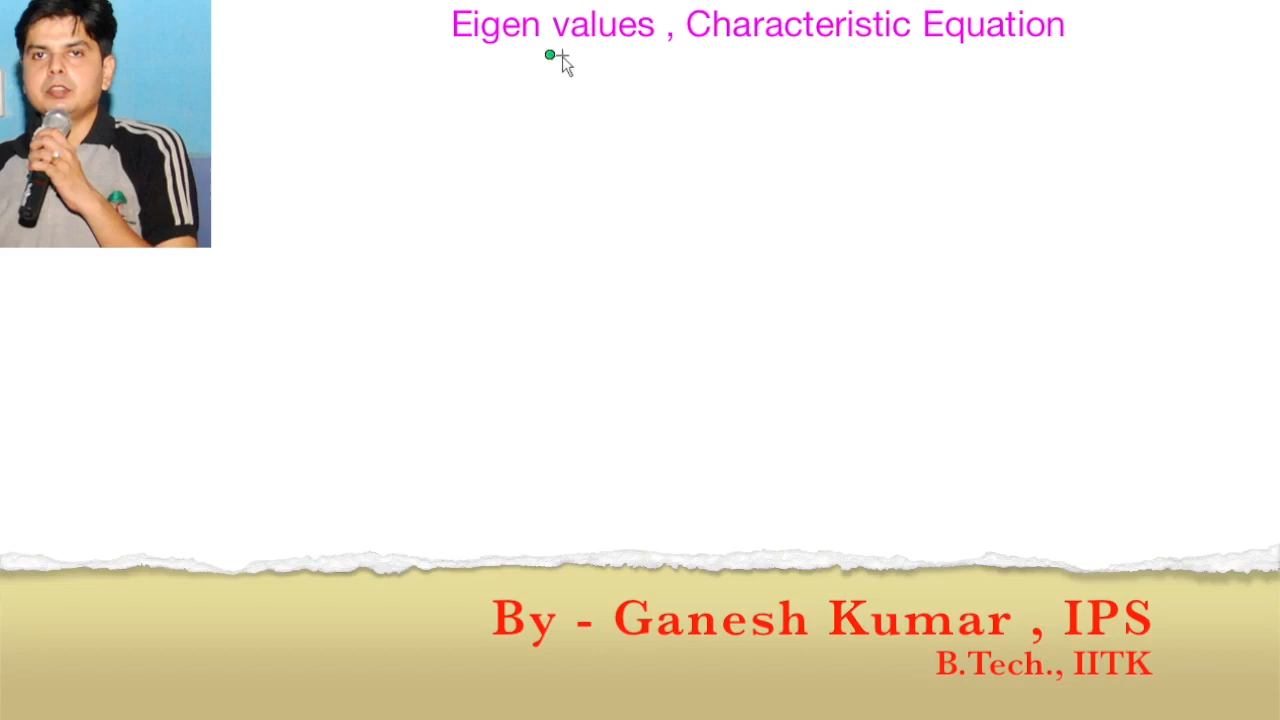 Eigen values , Characteristic Equation
By - Ganesh Kumar , IPS
B.Tech., IITK